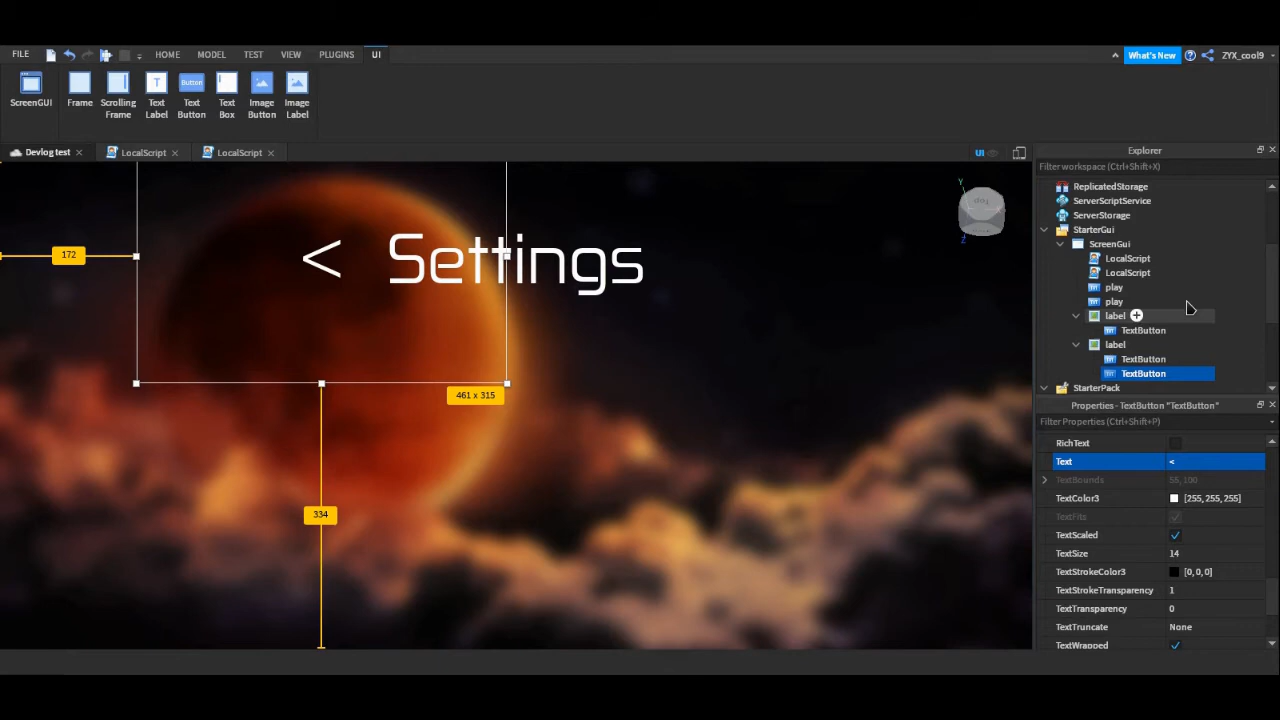 FILE HOME MODEL TEST VIEW PLUGINS UI What's New ZYX_cool9
ScreenGUI Frame Scrolling Frame Text Label Button Text Button Text Box Image Button Image Label
Devlog test LocalScript LocalScript UI
Explorer
Filter workspace (Ctrl+Shift+X)
ReplicatedStorage
ServerScriptService
ServerStorage
StarterGui
ScreenGui
LocalScript
LocalScript
play
play
label
TextButton
label
TextButton
TextButton
StarterPack
172
< Settings
461 x 315
334
Y
Z
Properties - TextButton "TextButton"
Filter Properties (Ctrl+Shift+P)
RichText
Text <
TextBounds 55, 100
TextColor3 [255, 255, 255]
TextFits
TextScaled
TextSize 14
TextStrokeColor3 [0, 0, 0]
TextStrokeTransparency 1
TextTransparency 0
TextTruncate None
TextWrapped